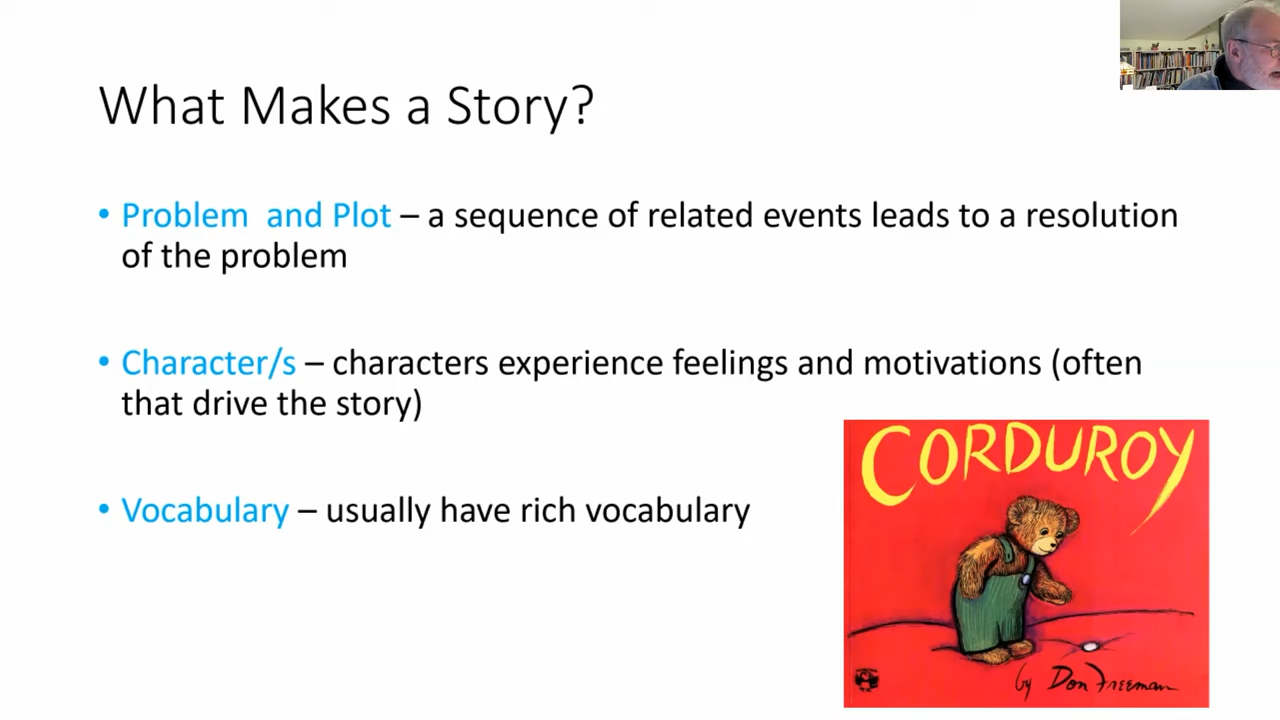 What Makes a Story?
• Problem  and Plot – a sequence of related events leads to a resolution
of the problem
• Character/s – characters experience feelings and motivations (often
that drive the story)
• Vocabulary – usually have rich vocabulary
CORDUROY
by Don Freeman